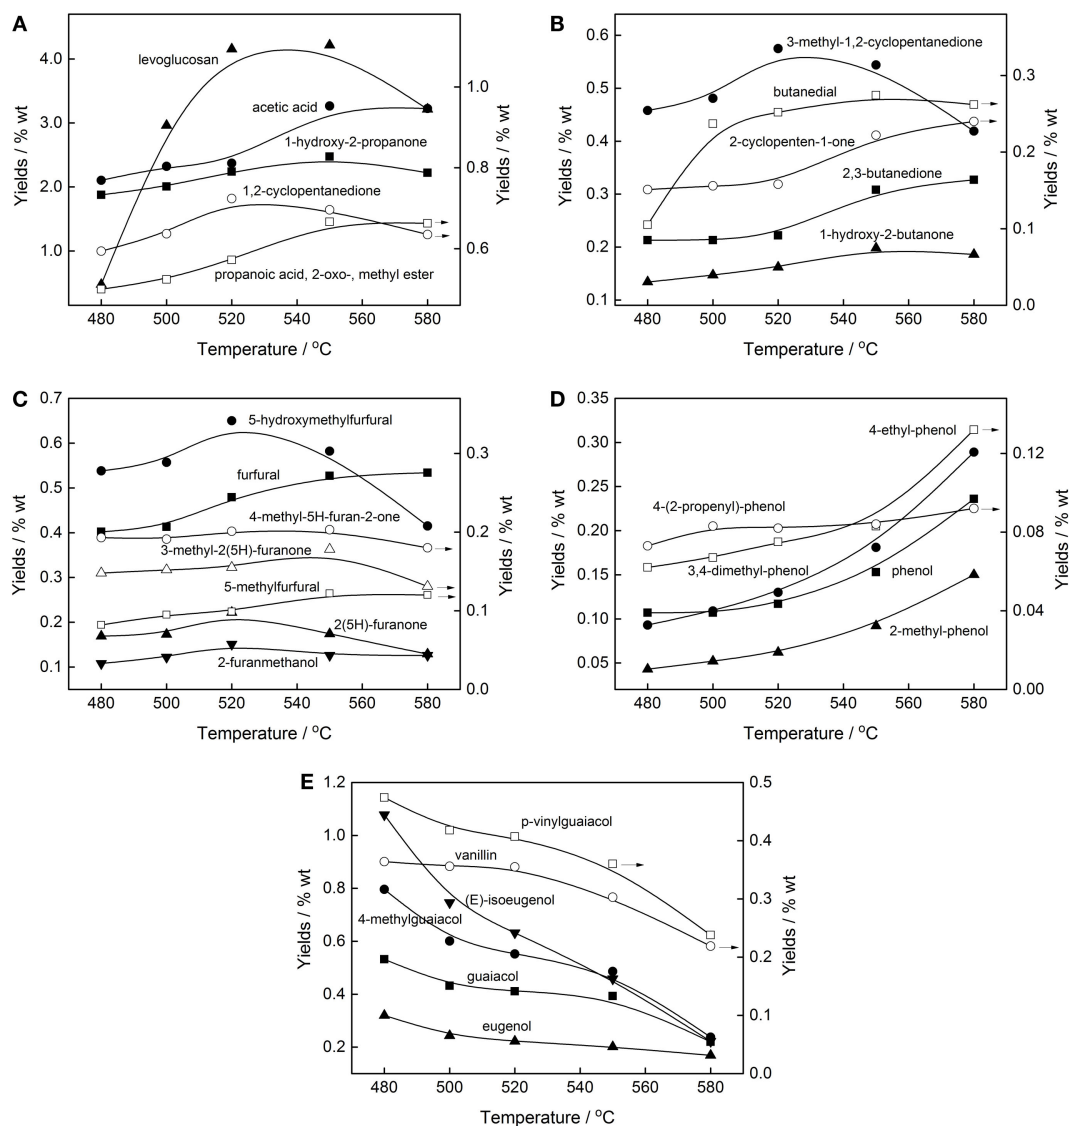 A
4.0
3.0
2.0
1.0
Yields / % wt
levoglucosan
acetic acid
1-hydroxy-2-propanone
1,2-cyclopentanedione
propanoic acid, 2-oxo-, methyl ester
1.0
0.8
0.6
Yields / % wt
480 500 520 540 560 580
Temperature / °C
B
0.6
0.5
0.4
0.3
0.2
0.1
Yields / % wt
3-methyl-1,2-cyclopentanedione
butanedial
2-cyclopenten-1-one
2,3-butanedione
1-hydroxy-2-butanone
0.3
0.2
0.1
0.0
Yields / % wt
480 500 520 540 560 580
Temperature / °C
C
0.7
0.6
0.5
0.4
0.3
0.2
0.1
Yields / % wt
5-hydroxymethylfurfural
furfural
4-methyl-5H-furan-2-one
3-methyl-2(5H)-furanone
5-methylfurfural
2(5H)-furanone
2-furanmethanol
0.3
0.2
0.1
0.0
Yields / % wt
480 500 520 540 560 580
Temperature / °C
D
0.35
0.30
0.25
0.20
0.15
0.10
0.05
Yields / % wt
4-ethyl-phenol
4-(2-propenyl)-phenol
3,4-dimethyl-phenol
phenol
2-methyl-phenol
0.12
0.08
0.04
0.00
Yields / % wt
480 500 520 540 560 580
Temperature / °C
E
1.2
1.0
0.8
0.6
0.4
0.2
Yields / % wt
p-vinylguaiacol
vanillin
(E)-isoeugenol
4-methylguaiacol
guaiacol
eugenol
0.5
0.4
0.3
0.2
0.1
0.0
Yields / % wt
480 500 520 540 560 580
Temperature / °C